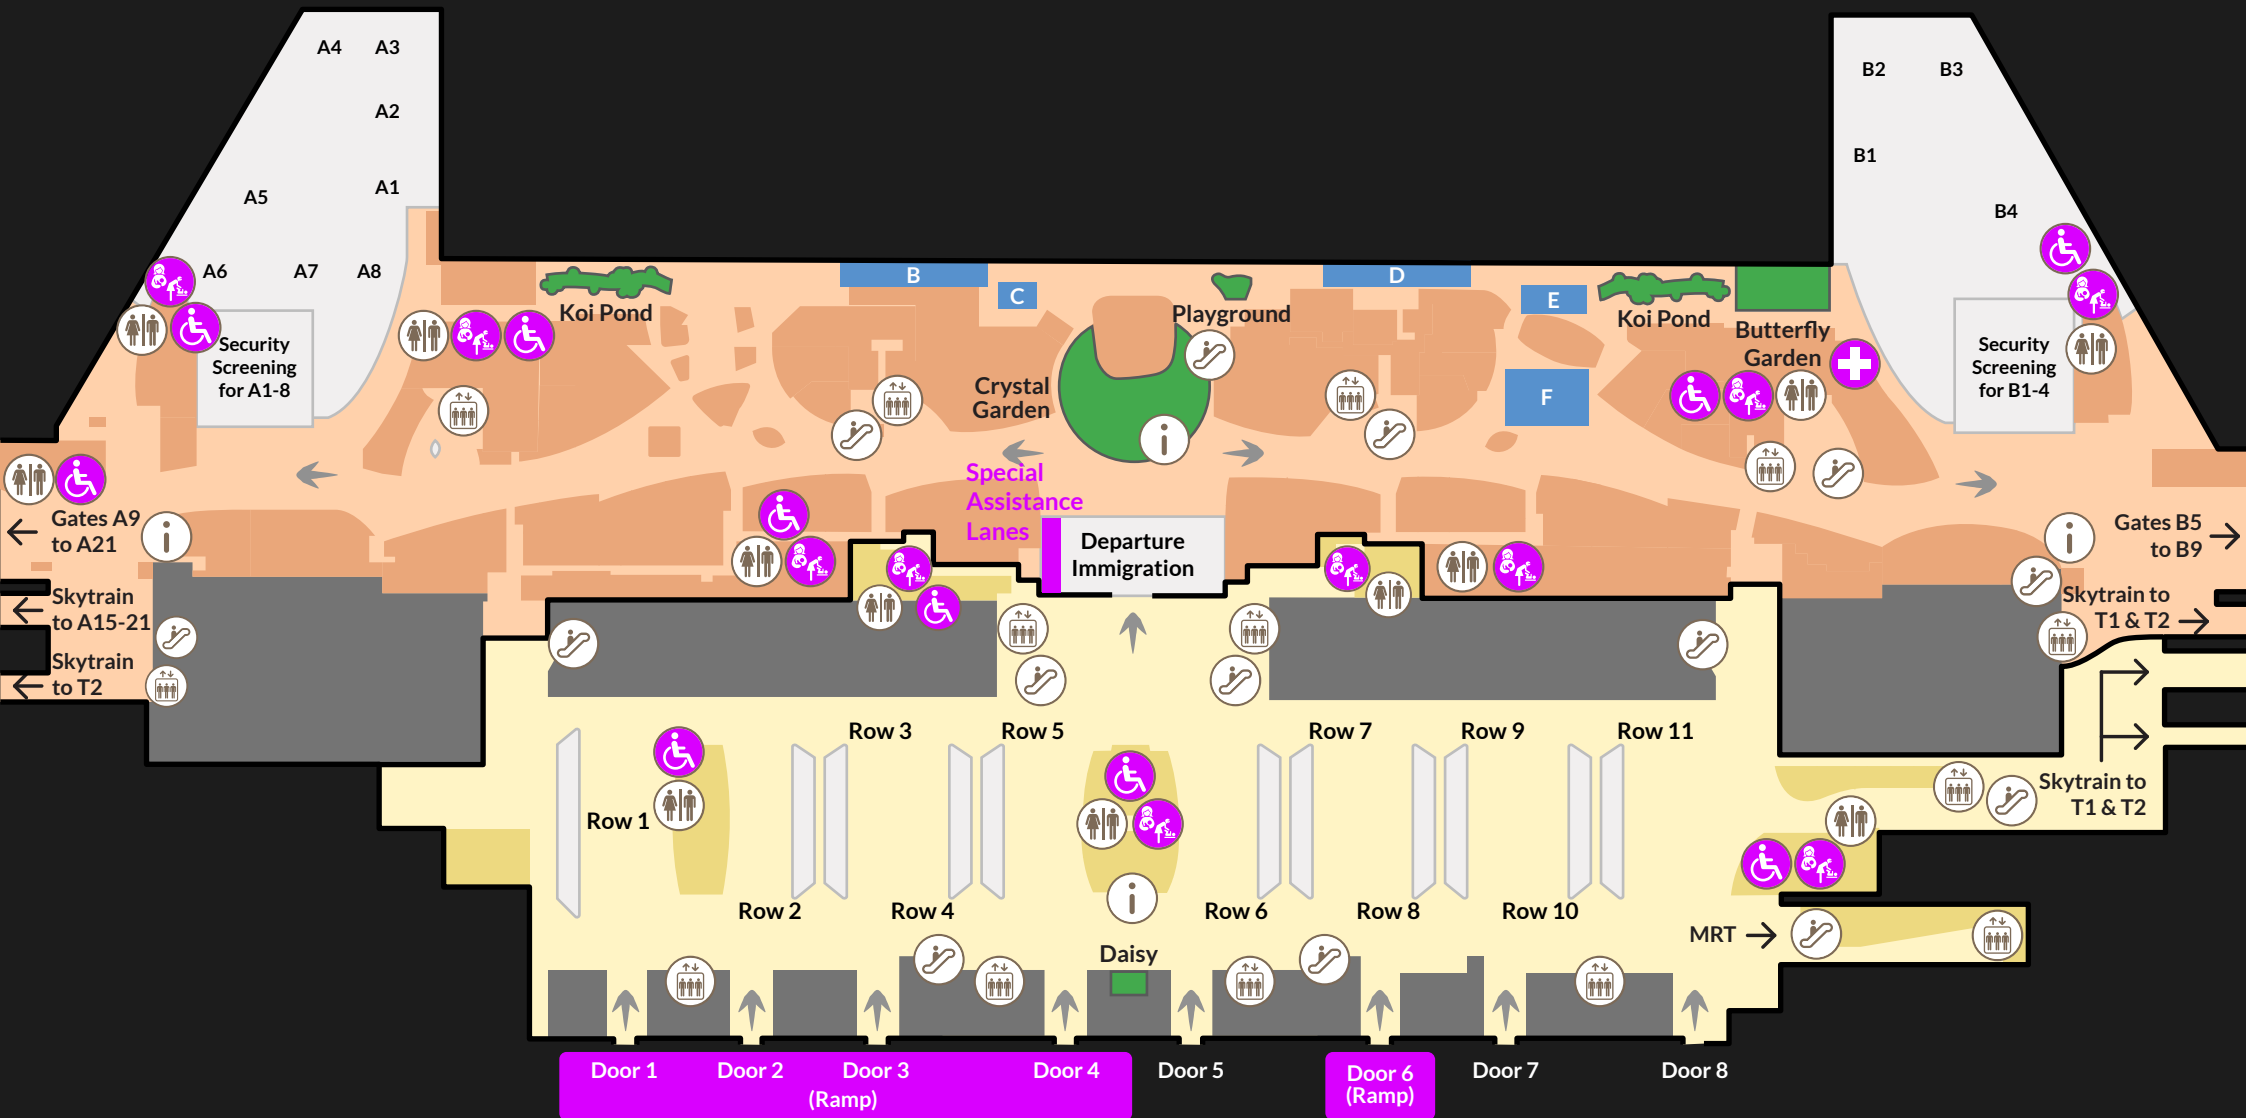 A4
A3
A2
A1
A5
A6
A7
A8
B2
B3
B1
B4
Security
Screening
for A1-8
Koi Pond
B
C
Crystal
Garden
Playground
D
E
F
Koi Pond
Butterfly
Garden
Security
Screening
for B1-4
Gates A9
to A21
Skytrain
to A15-21
Skytrain
to T2
Special
Assistance
Lanes
Departure
Immigration
Gates B5
to B9
Skytrain to
T1 & T2
Skytrain to
T1 & T2
Row 1
Row 2
Row 3
Row 4
Row 5
Row 6
Row 7
Row 8
Row 9
Row 10
Row 11
Daisy
MRT
Door 1
Door 2
Door 3
(Ramp)
Door 4
Door 5
Door 6
(Ramp)
Door 7
Door 8